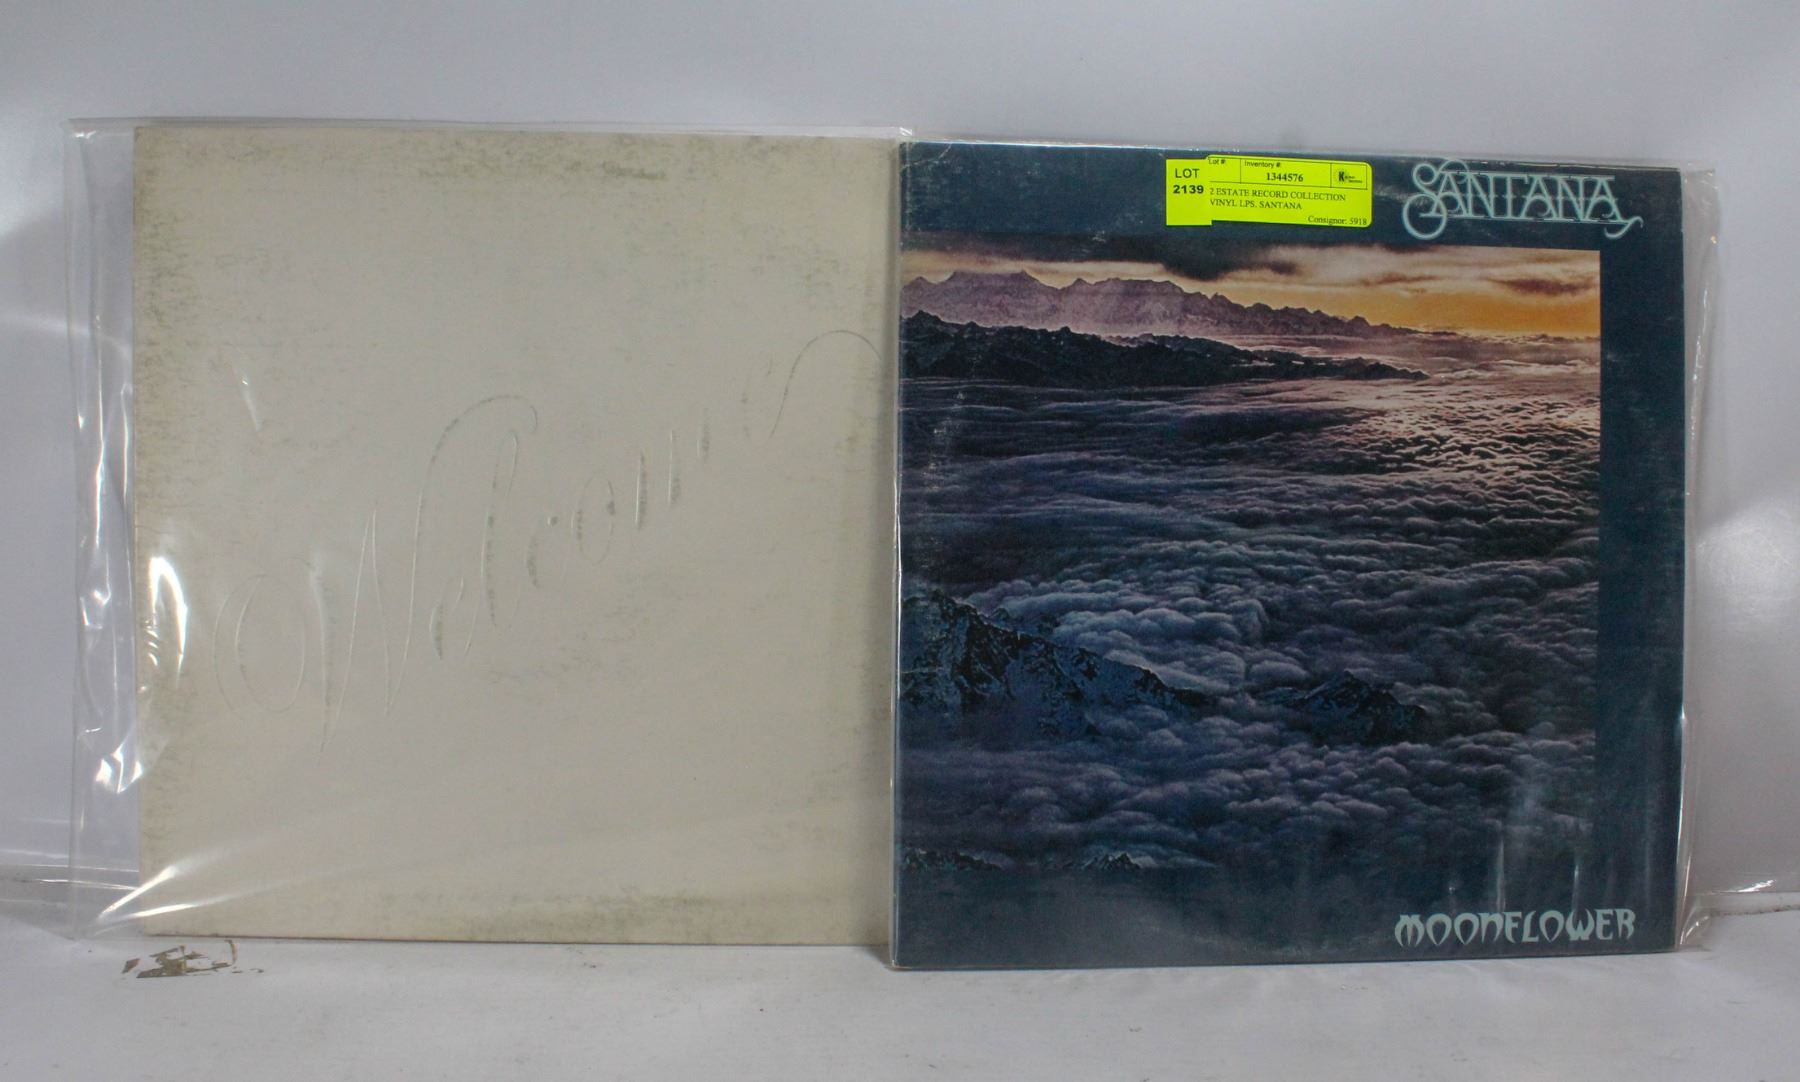 Welcome
LOT
2139
Lot #:
Inventory #:
1344576
2 ESTATE RECORD COLLECTION
VINYL LPS. SANTANA
Consignor: 5918
SANTANA
MOONFLOWER